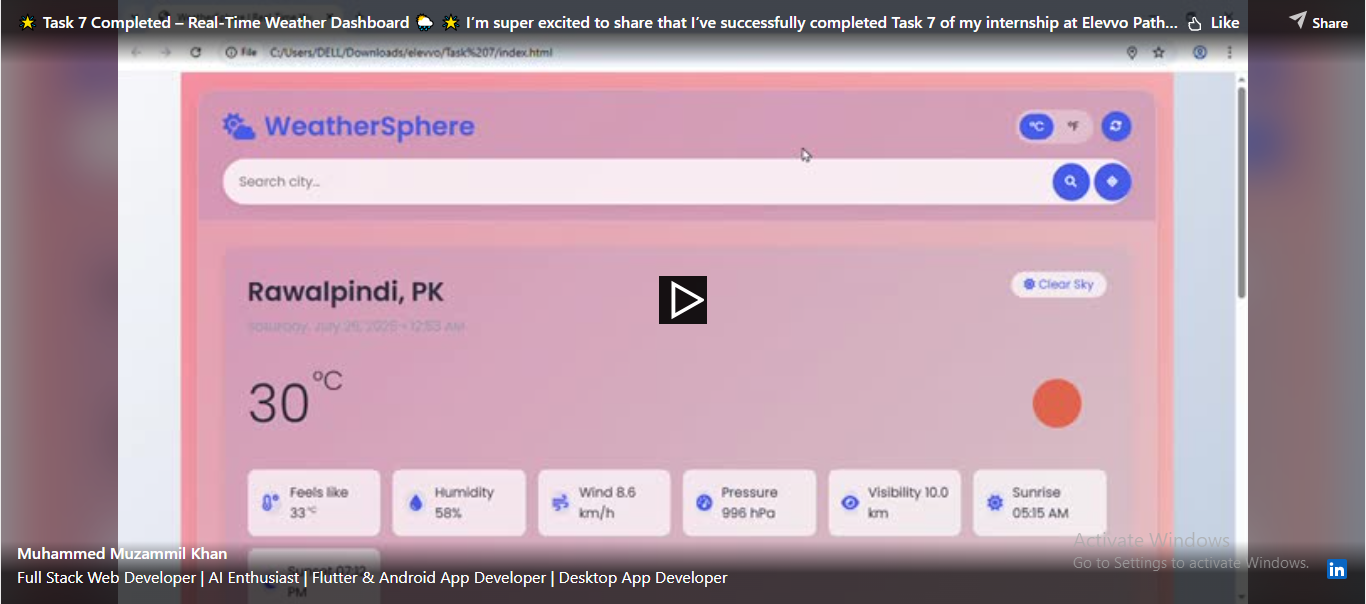 Task 7 Completed – Real-Time Weather Dashboard 🌦️ 🌟 I’m super excited to share that I’ve successfully completed Task 7 of my internship at Elevvo Path... Like Share
File C:/Users/DELL/Downloads/elevvo/Task%207/index.html
WeatherSphere °C °F
Search city...
Rawalpindi, PK Clear Sky
Saturday, July 26, 2025 • 12:53 AM
30 °C
Feels like Humidity Wind 8.6 Pressure Visibility 10.0 Sunrise
33°C 58% km/h 996 hPa km 05:15 AM
Sunset 07:12
PM
Activate Windows
Go to Settings to activate Windows.
Muhammed Muzammil Khan
Full Stack Web Developer | AI Enthusiast | Flutter & Android App Developer | Desktop App Developer
in